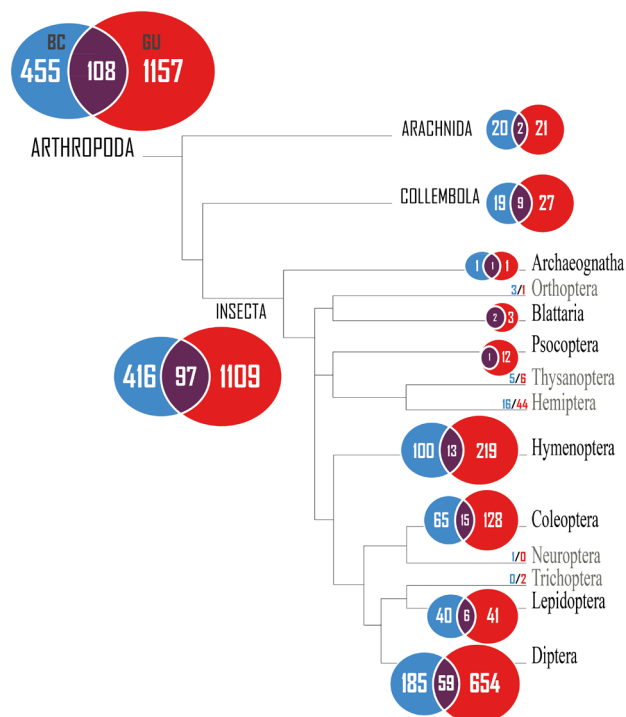 BC GU
455 108 1157
ARTHROPODA
ARACHNIDA 20 2 21
COLLEMBOLA 19 9 27
1 1 1 Archaeognatha
3/1 Orthoptera
INSECTA
2 3 Blattaria
Psocoptera
1 12
416 97 1109
5/6 Thysanoptera
16/44 Hemiptera
100 13 219 Hymenoptera
65 15 128 Coleoptera
1/0 Neuroptera
0/2 Trichoptera
40 6 41 Lepidoptera
Diptera
185 59 654